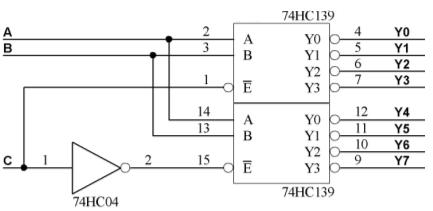 74HC139
A 2 A Y0 4 Y0
B 3 B Y1 5 Y1
Y2 6 Y2
1 E Y3 7 Y3
14 A Y0 12 Y4
13 B Y1 11 Y5
Y2 10 Y6
C 1 2 15 E Y3 9 Y7
74HC04 74HC139